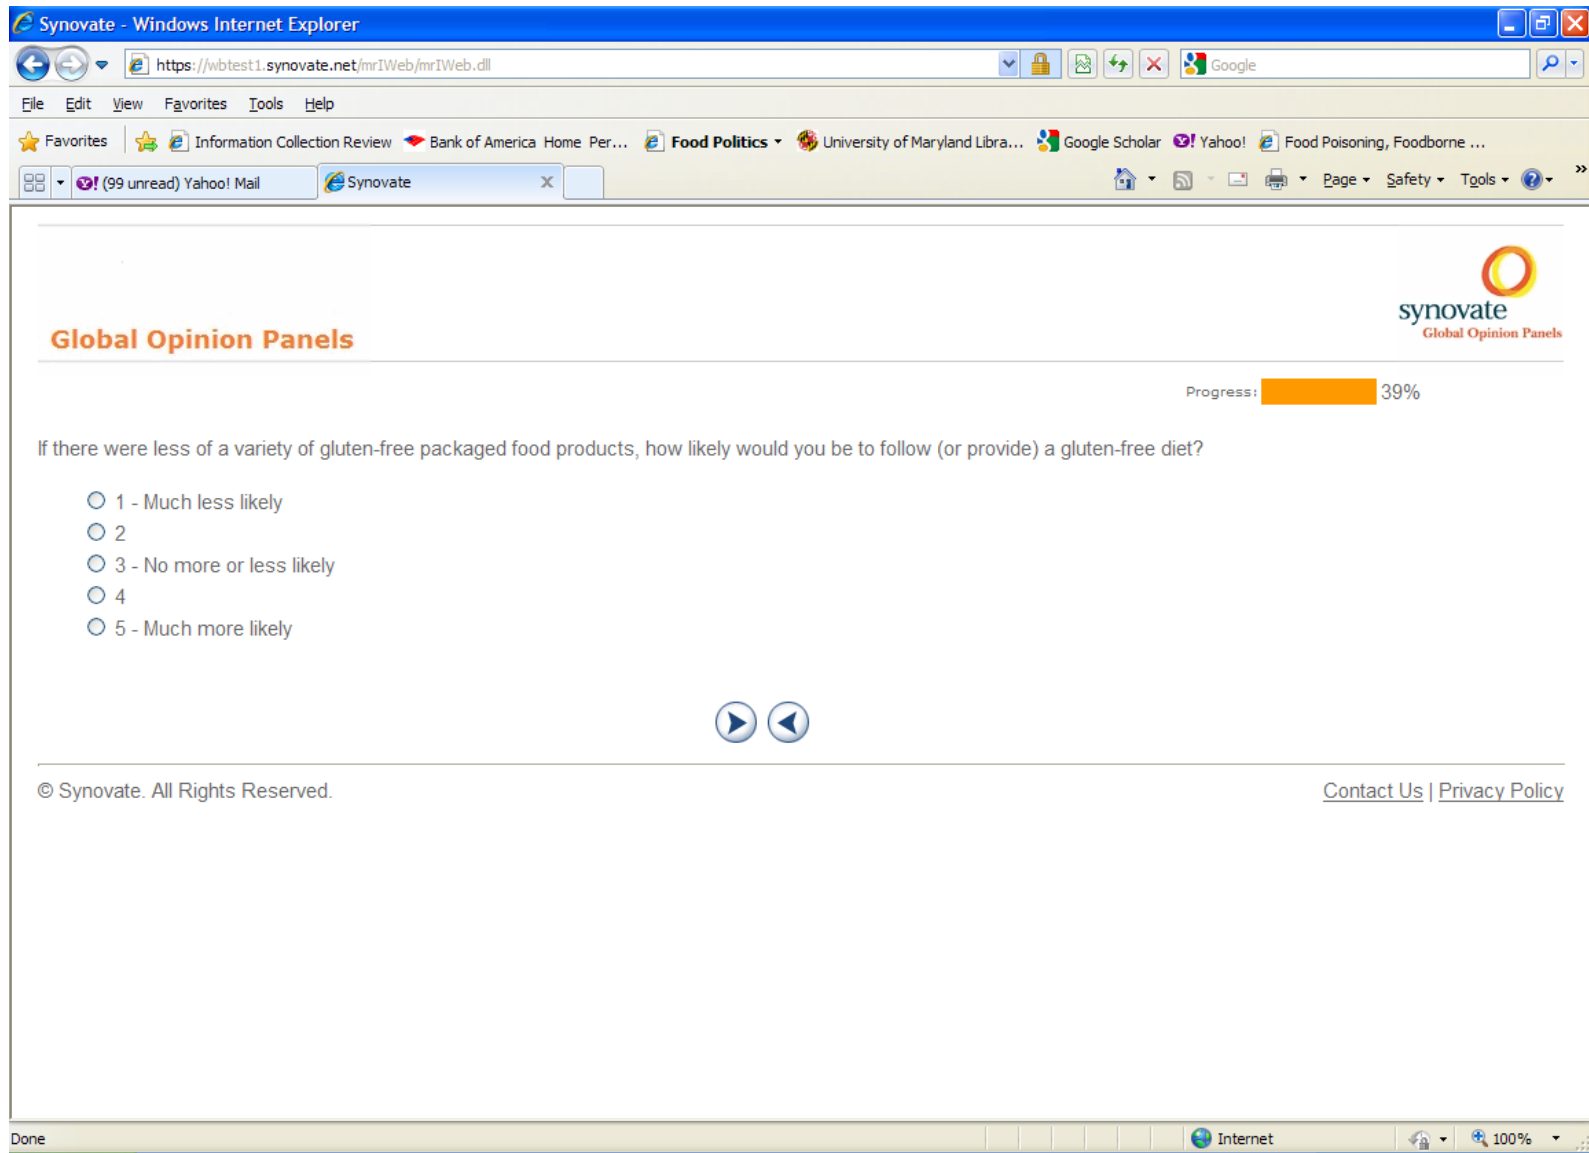 Synovate - Windows Internet Explorer
https://wbtest1.synovate.net/mrIWeb/mrIWeb.dll
Google
File Edit View Favorites Tools Help
Favorites Information Collection Review Bank of America Home Per... Food Politics University of Maryland Libra... Google Scholar Yahoo! Food Poisoning, Foodborne ...
(99 unread) Yahoo! Mail Synovate x Page Safety Tools »
Global Opinion Panels
synovate
Global Opinion Panels
Progress: 39%
If there were less of a variety of gluten-free packaged food products, how likely would you be to follow (or provide) a gluten-free diet?
1 - Much less likely
2
3 - No more or less likely
4
5 - Much more likely
© Synovate. All Rights Reserved.
Contact Us | Privacy Policy
Done Internet 100%